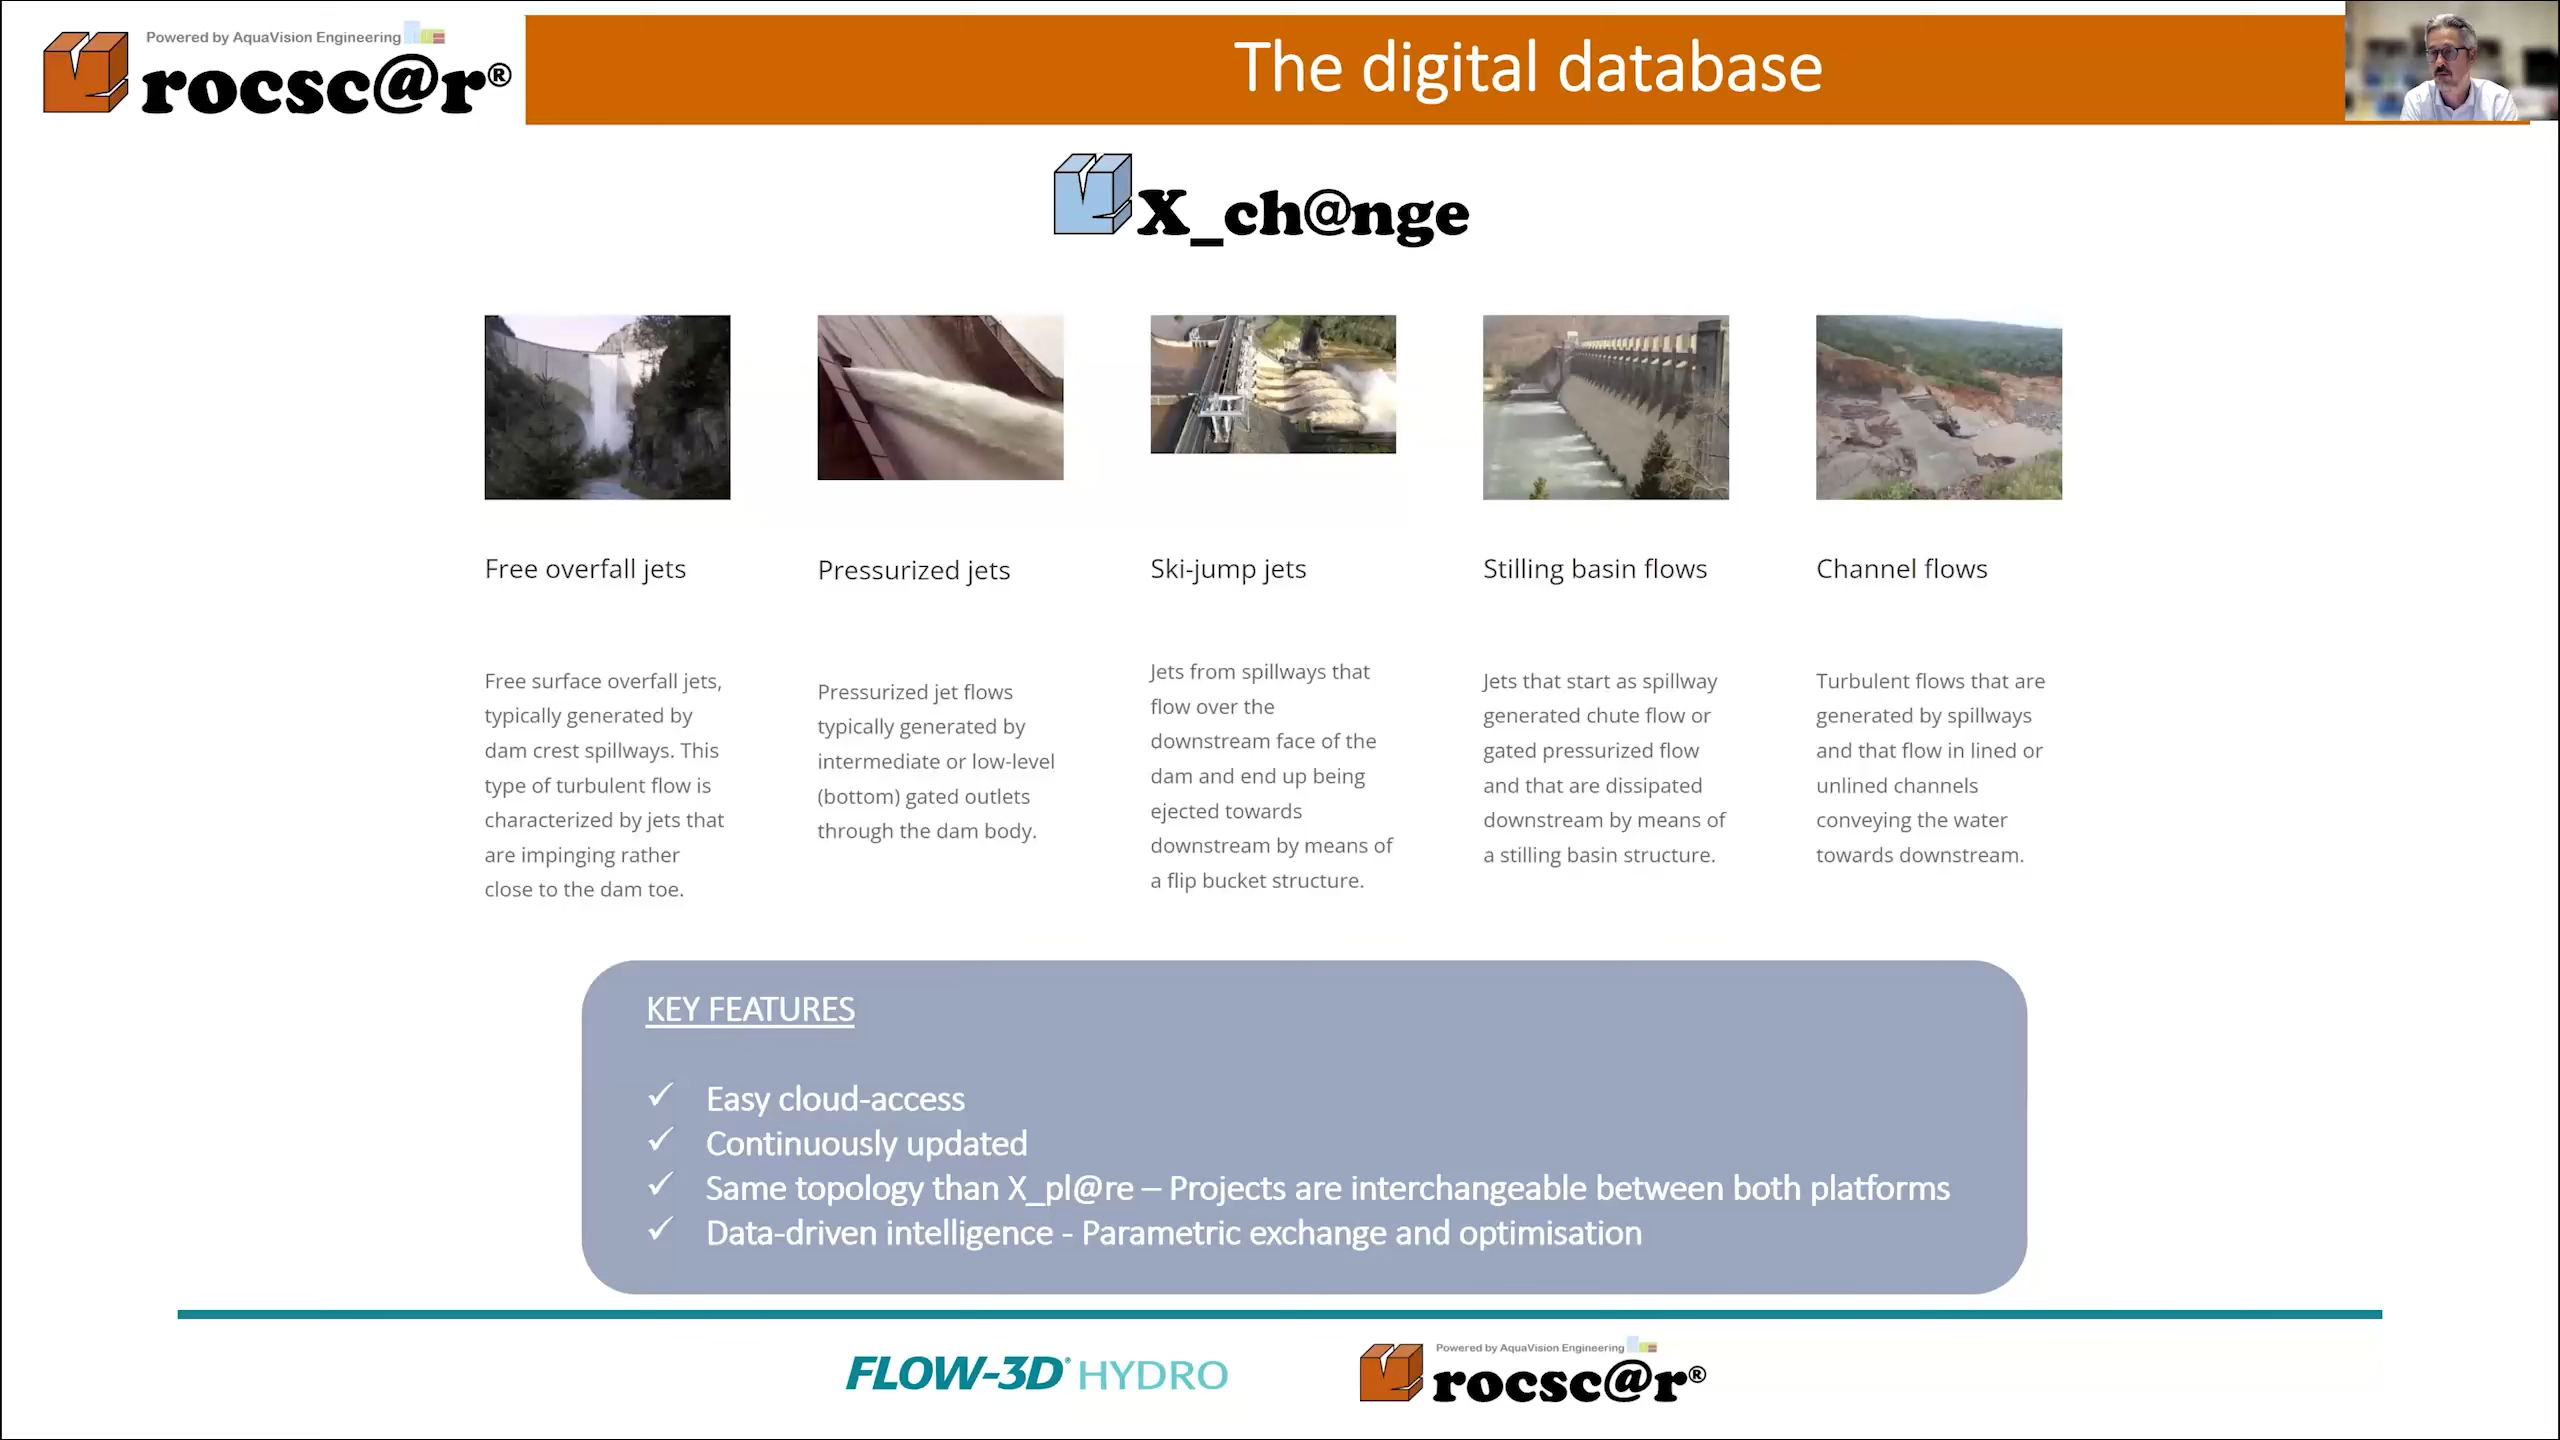 Powered by AquaVision Engineering
rocsc@r®
The digital database
X_ch@nge
Free overfall jets
Free surface overfall jets,
typically generated by
dam crest spillways. This
type of turbulent flow is
characterized by jets that
are impinging rather
close to the dam toe.
Pressurized jets
Pressurized jet flows
typically generated by
intermediate or low-level
(bottom) gated outlets
through the dam body.
Ski-jump jets
Jets from spillways that
flow over the
downstream face of the
dam and end up being
ejected towards
downstream by means of
a flip bucket structure.
Stilling basin flows
Jets that start as spillway
generated chute flow or
gated pressurized flow
and that are dissipated
downstream by means of
a stilling basin structure.
Channel flows
Turbulent flows that are
generated by spillways
and that flow in lined or
unlined channels
conveying the water
towards downstream.
KEY FEATURES
✓ Easy cloud-access
✓ Continuously updated
✓ Same topology than X_pl@re – Projects are interchangeable between both platforms
✓ Data-driven intelligence - Parametric exchange and optimisation
FLOW-3D® HYDRO
Powered by AquaVision Engineering
rocsc@r®